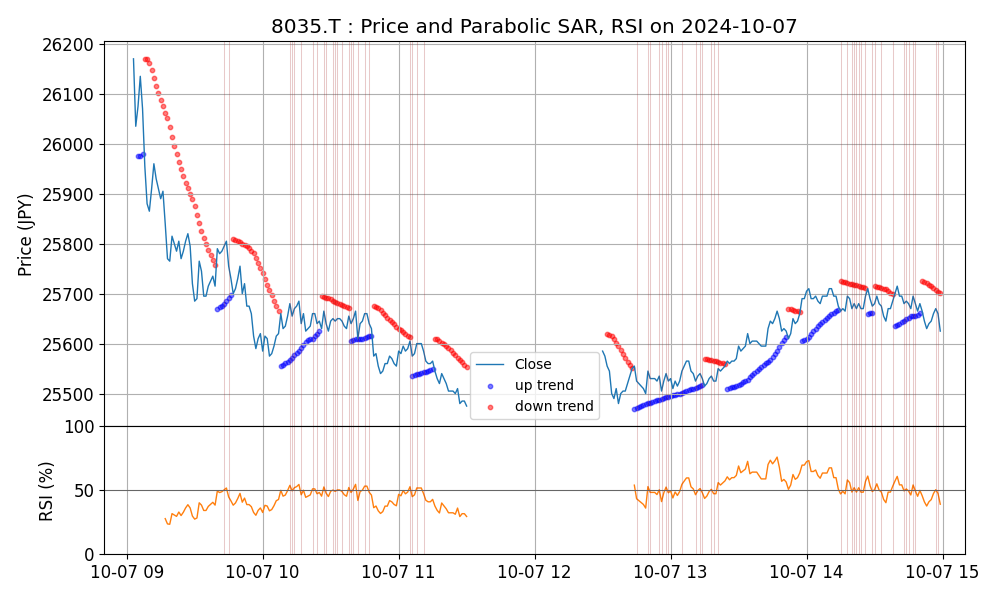 8035.T : Price and Parabolic SAR, RSI on 2024-10-07
Price (JPY)
26200
26100
26000
25900
25800
25700
25600
25500
Close
up trend
down trend
RSI (%)
100
50
0
10-07 09 10-07 10 10-07 11 10-07 12 10-07 13 10-07 14 10-07 15